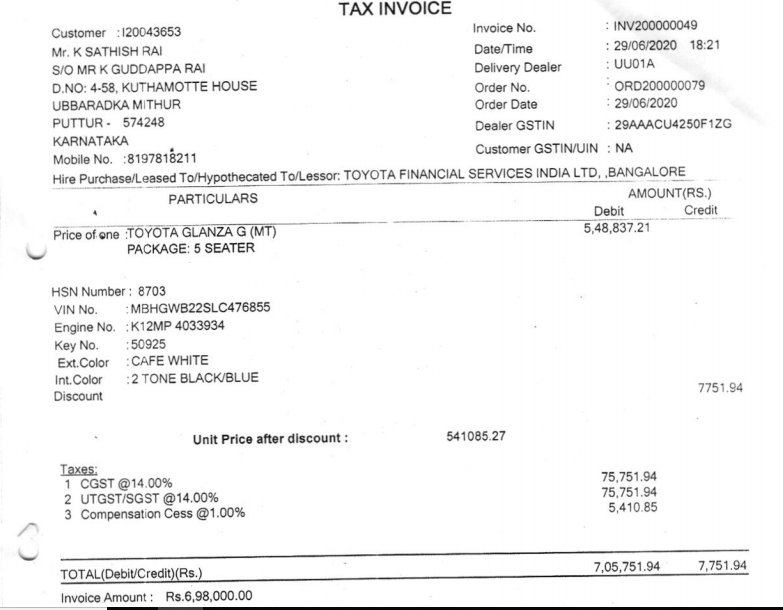 TAX INVOICE
Customer : I20043653
Mr. K SATHISH RAI
S/O MR K GUDDAPPA RAI
D.NO: 4-58, KUTHAMOTTE HOUSE
UBBARADKA MITHUR
PUTTUR - 574248
KARNATAKA
Mobile No. :8197818211
Invoice No. : INV200000049
Date/Time : 29/06/2020 18:21
Delivery Dealer : UU01A
Order No. : ORD200000079
Order Date : 29/06/2020
Dealer GSTIN : 29AAACU4250F1ZG
Customer GSTIN/UIN : NA
Hire Purchase/Leased To/Hypothecated To/Lessor: TOYOTA FINANCIAL SERVICES INDIA LTD, ,BANGALORE
PARTICULARS AMOUNT(RS.)
Debit Credit
Price of one :TOYOTA GLANZA G (MT) 5,48,837.21
PACKAGE: 5 SEATER
HSN Number : 8703
VIN No. : MBHGWB22SLC476855
Engine No. : K12MP 4033934
Key No. : 50925
Ext.Color : CAFE WHITE
Int.Color : 2 TONE BLACK/BLUE
Discount 7751.94
Unit Price after discount : 541085.27
Taxes:
1 CGST @14.00% 75,751.94
2 UTGST/SGST @14.00% 75,751.94
3 Compensation Cess @1.00% 5,410.85
TOTAL(Debit/Credit)(Rs.) 7,05,751.94 7,751.94
Invoice Amount : Rs.6,98,000.00